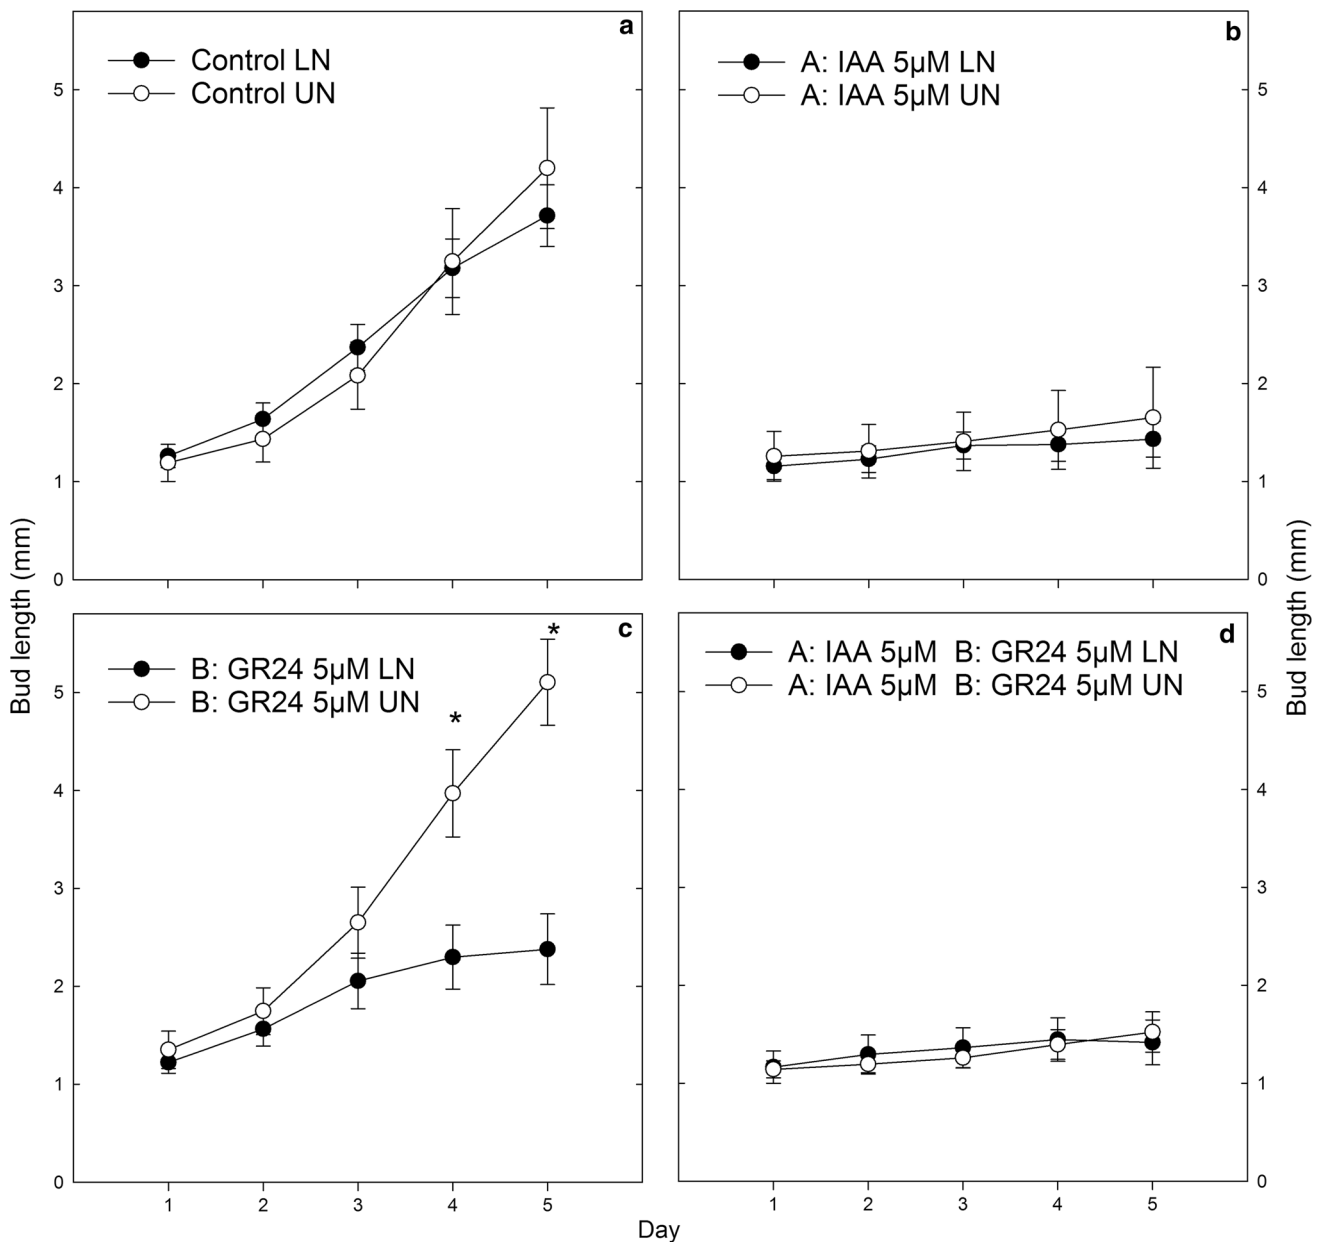 a
Control LN
Control UN
5
4
3
2
1
0
b
A: IAA 5µM LN
A: IAA 5µM UN
5
4
3
2
1
0
Bud length (mm)
Bud length (mm)
c
B: GR24 5µM LN
B: GR24 5µM UN
*
*
5
4
3
2
1
0
1 2 3 4 5
d
A: IAA 5µM B: GR24 5µM LN
A: IAA 5µM B: GR24 5µM UN
5
4
3
2
1
0
1 2 3 4 5
Day